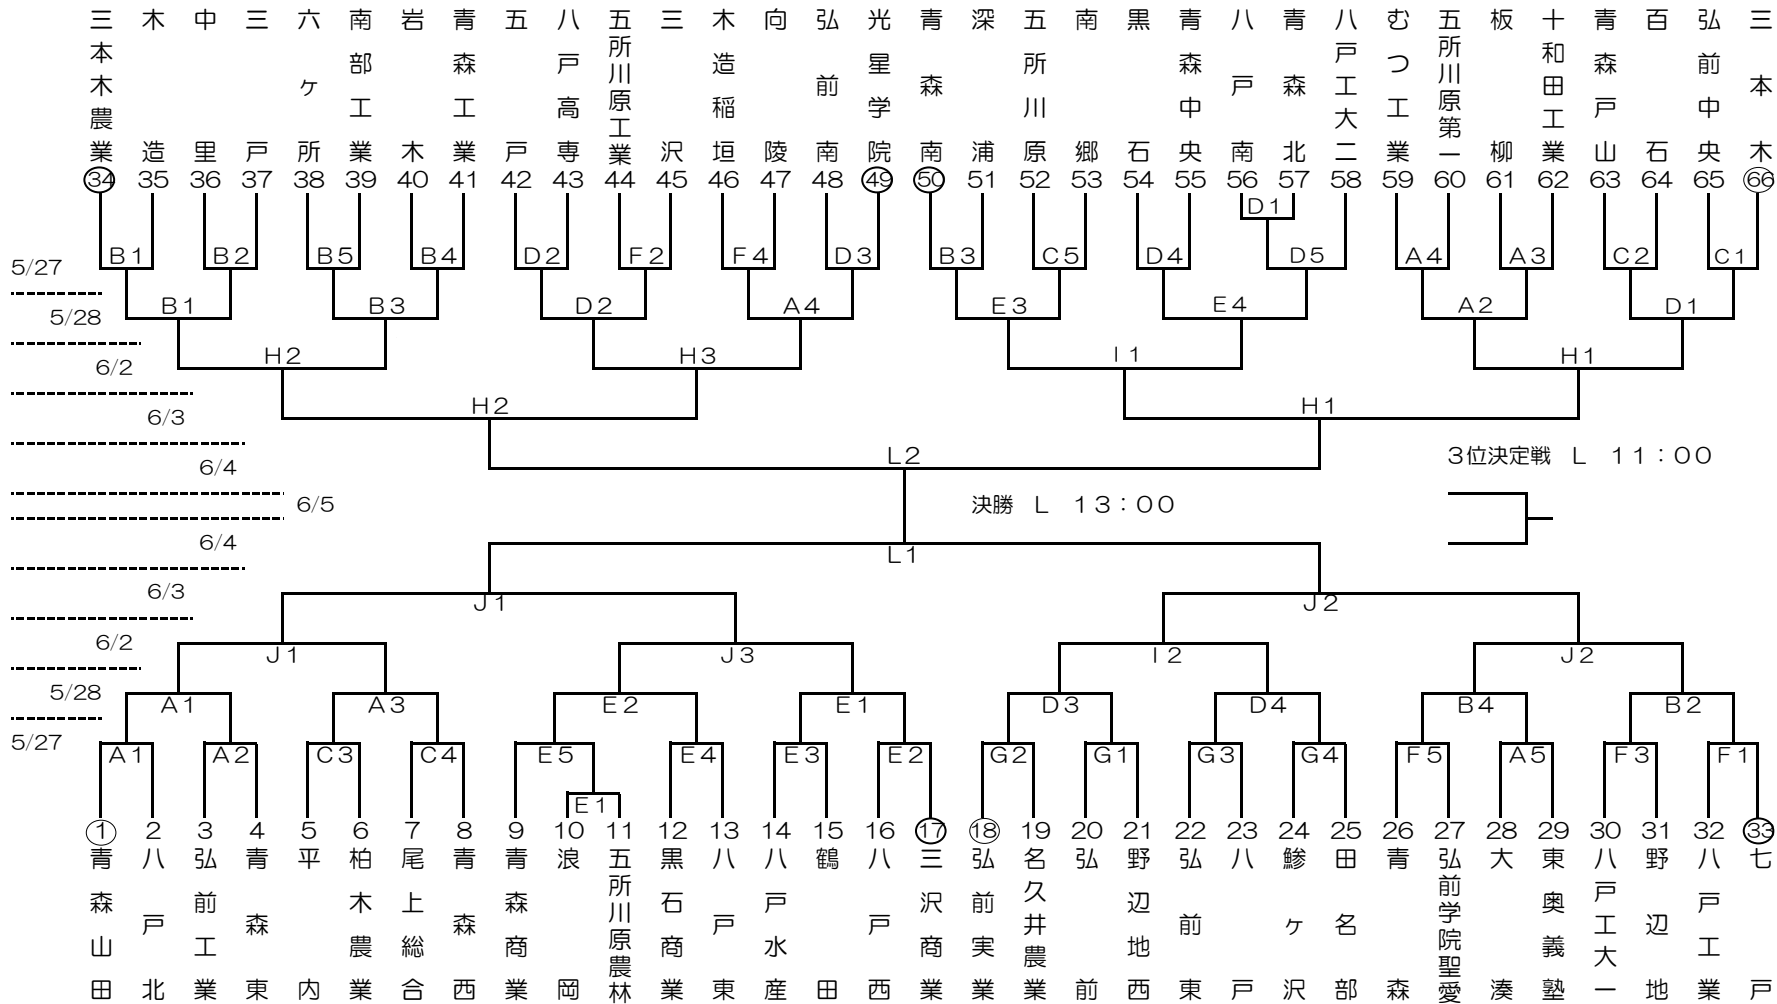 三本木農業 木造 中里 三戸 六ヶ所 南部工業 岩木 青森工業 五戸 八戸高専 五所川原工業 三沢 木造稲垣 向陵 弘前南 光星学院 青森南 深浦 五所川原 南郷 黒石 青森中央 八戸南 青森北 八戸工大二 むつ工業 五所川原第一 板柳 十和田工業 青森戸山 百石 弘前中央 三本木
34 35 36 37 38 39 40 41 42 43 44 45 46 47 48 49 50 51 52 53 54 55 56 57 58 59 60 61 62 63 64 65 66
D1
5/27 B1 B2 B5 B4 D2 F2 F4 D3 B3 C5 D4 D5 A4 A3 C2 C1
5/28 B1 B3 D2 A4 E3 E4 A2 D1
6/2 H2 H3 I1 H1
6/3 H2 H1
6/4 L2 3位決定戦 L 11:00
6/5 決勝 L 13:00
6/4 L1
6/3 J1 J2
6/2 J1 J3 I2 J2
5/28 A1 A3 E2 E1 D3 D4 B4 B2
5/27 A1 A2 C3 C4 E5 E4 E3 E2 G2 G1 G3 G4 F5 A5 F3 F1
E1
1 2 3 4 5 6 7 8 9 10 11 12 13 14 15 16 17 18 19 20 21 22 23 24 25 26 27 28 29 30 31 32 33
青森山田 八戸北 弘前工業 青森東 平内 柏木農業 尾上総合 青森西 青森商業 浪岡 五所川原農林 黒石商業 八戸東 八戸水産 鶴田 八戸西 三沢商業 弘前実業 名久井農業 弘前 野辺地西 弘前東 八戸 鰺ヶ沢 田名部 青森 弘前学院聖愛 大湊 東奥義塾 八戸工大一 野辺地 八戸工業 七戸